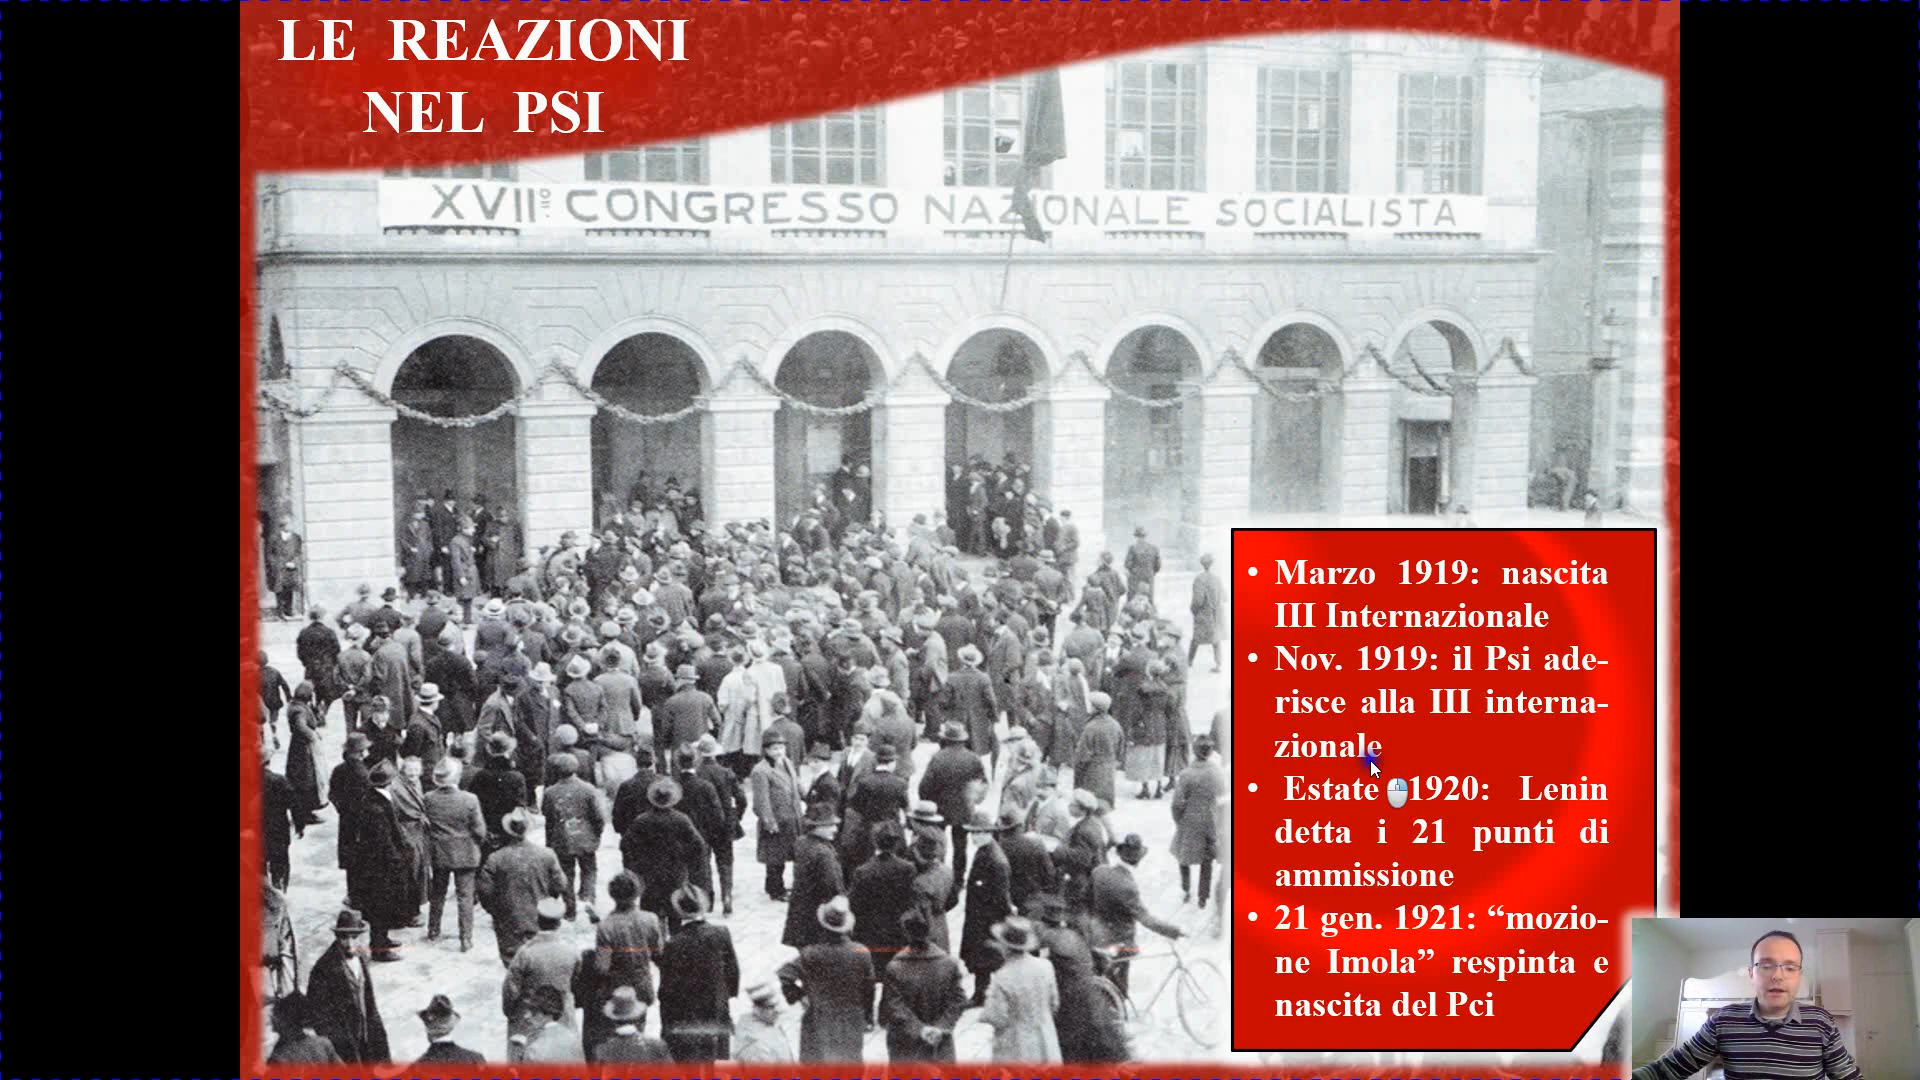 LE REAZIONI
NEL PSI
XVIIº CONGRESSO NAZIONALE SOCIALISTA
• Marzo 1919: nascita
III Internazionale
• Nov. 1919: il Psi ade-
risce alla III interna-
zionale
• Estate 1920: Lenin
detta i 21 punti di
ammissione
• 21 gen. 1921: “mozio-
ne Imola” respinta e
nascita del Pci